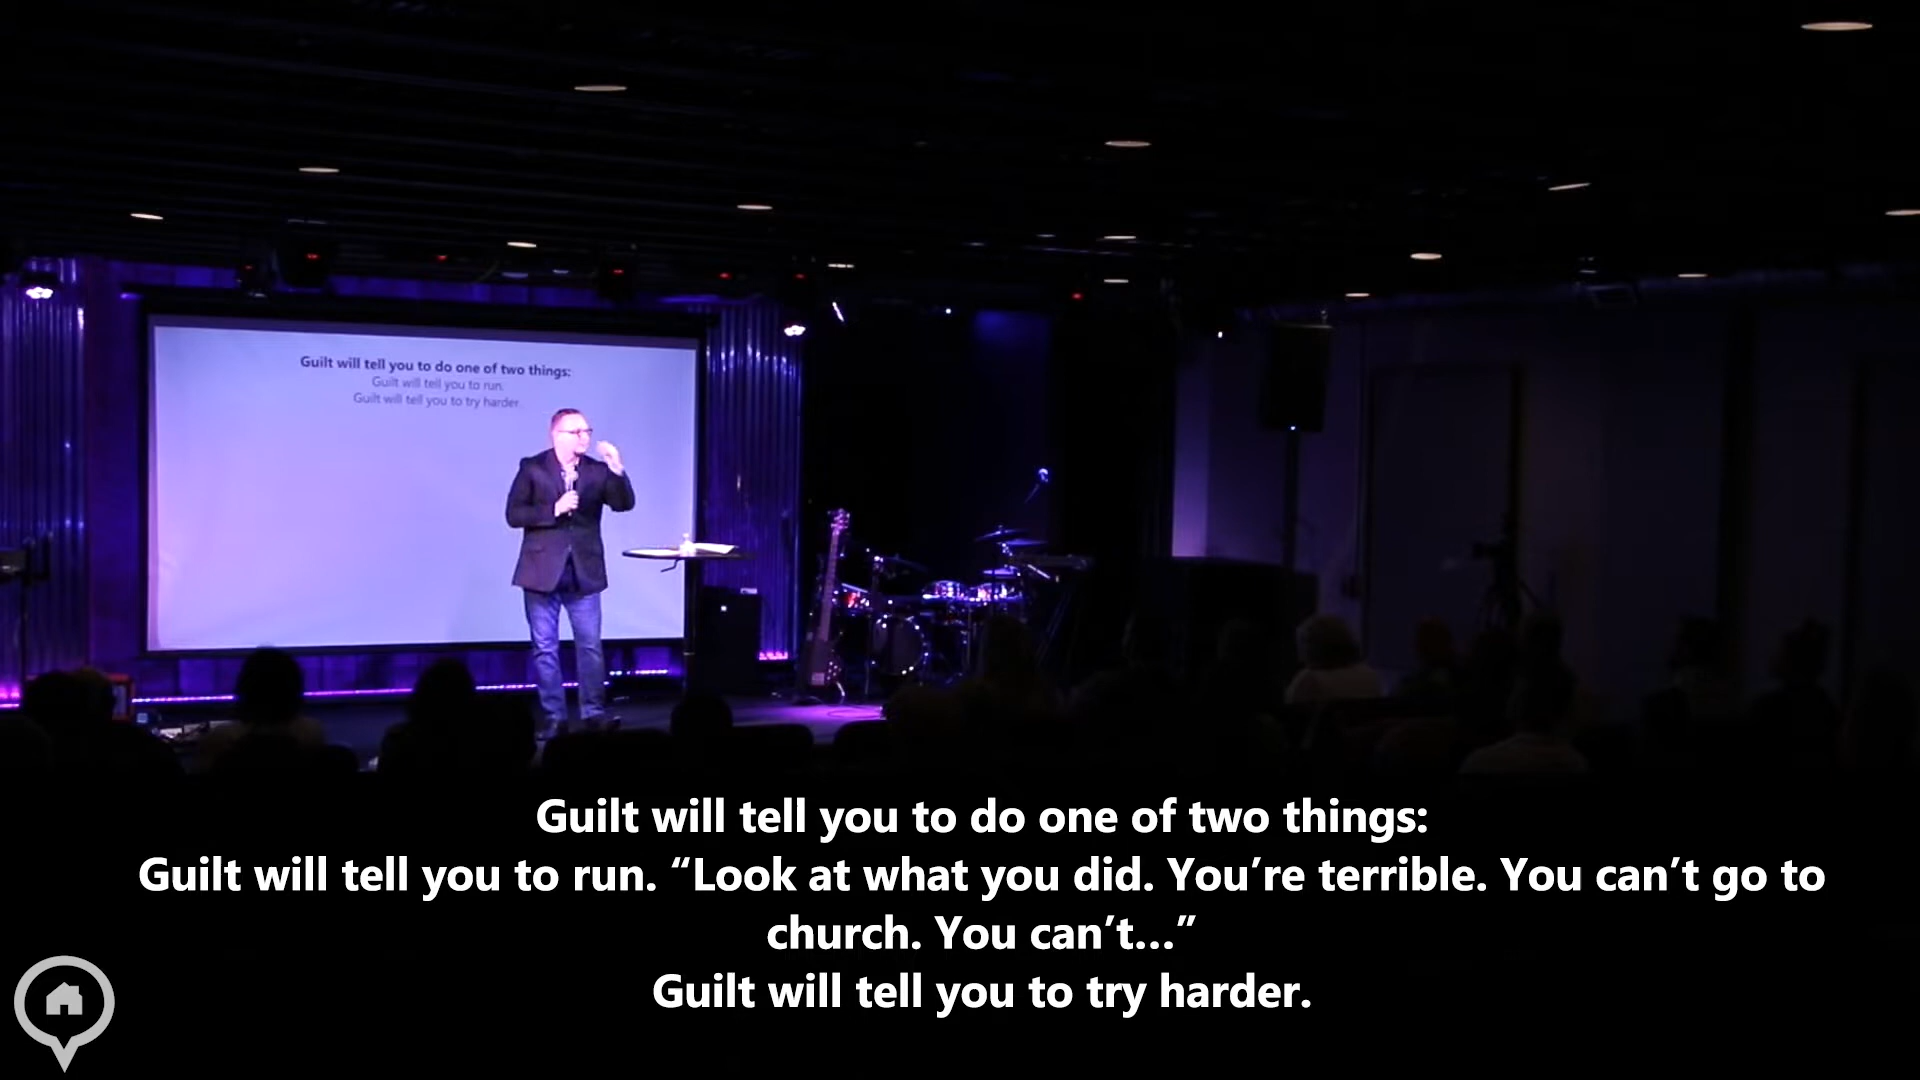 Guilt will tell you to do one of two things:
Guilt will tell you to run.
Guilt will tell you to try harder.
Guilt will tell you to do one of two things:
Guilt will tell you to run. “Look at what you did. You’re terrible. You can’t go to
church. You can’t…”
Guilt will tell you to try harder.